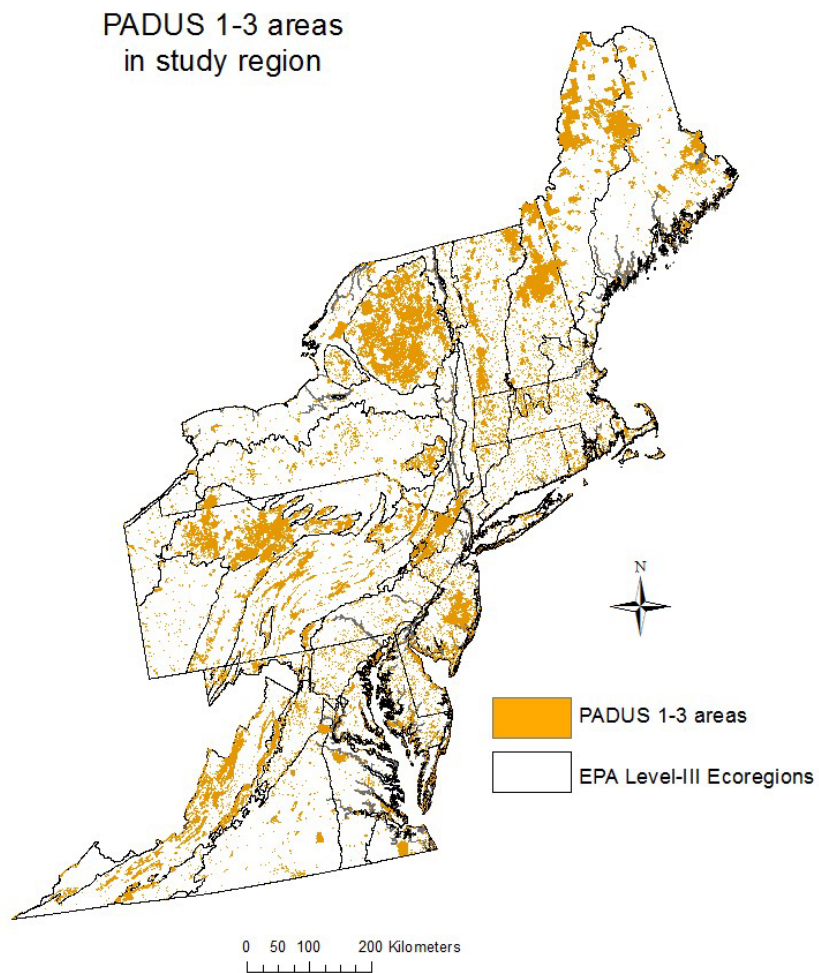 PADUS 1-3 areas
in study region
N
PADUS 1-3 areas
EPA Level-III Ecoregions
0 50 100 200 Kilometers